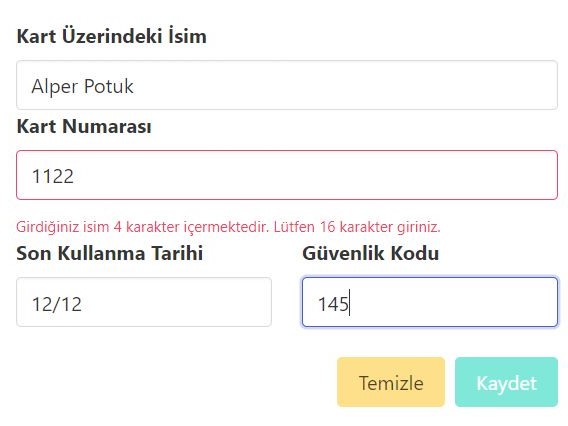 Kart Üzerindeki İsim
Alper Potuk
Kart Numarası
1122
Girdiğiniz isim 4 karakter içermektedir. Lütfen 16 karakter giriniz.
Son Kullanma Tarihi Güvenlik Kodu
12/12 145
Temizle Kaydet